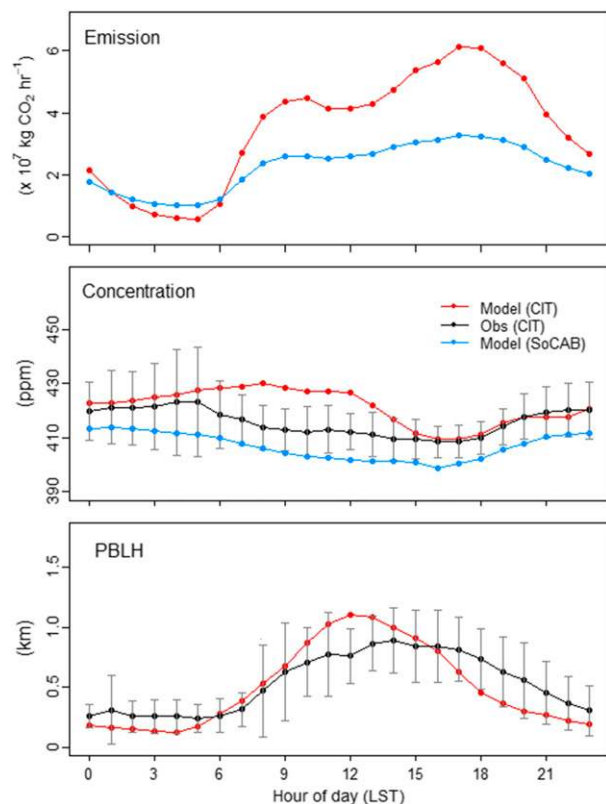 Emission
6
4
2
0
(x 10⁷ kg CO₂ hr⁻¹)
Concentration
Model (CIT)
Obs (CIT)
Model (SoCAB)
450
430
410
390
(ppm)
PBLH
1.5
1.0
0.5
0
(km)
0 3 6 9 12 15 18 21
Hour of day (LST)